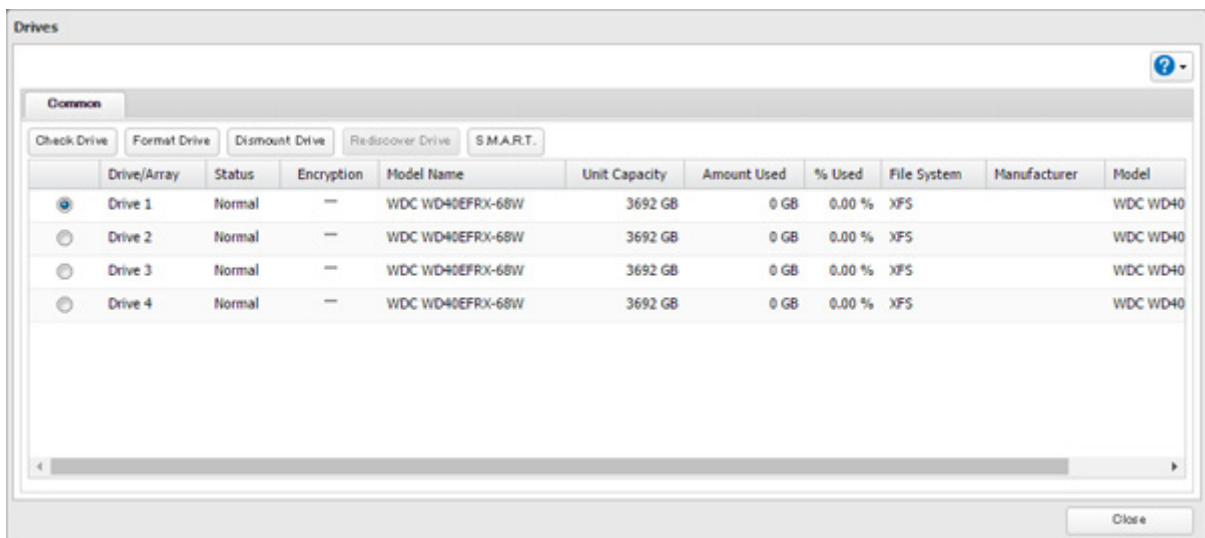 Drives
Common
Check Drive Format Drive Dismount Drive Rediscover Drive S.M.A.R.T.
Drive/Array Status Encryption Model Name Unit Capacity Amount Used % Used File System Manufacturer Model
Drive 1 Normal — WDC WD40EFRX-68W 3692 GB 0 GB 0.00 % XFS WDC WD40
Drive 2 Normal — WDC WD40EFRX-68W 3692 GB 0 GB 0.00 % XFS WDC WD40
Drive 3 Normal — WDC WD40EFRX-68W 3692 GB 0 GB 0.00 % XFS WDC WD40
Drive 4 Normal — WDC WD40EFRX-68W 3692 GB 0 GB 0.00 % XFS WDC WD40
Close